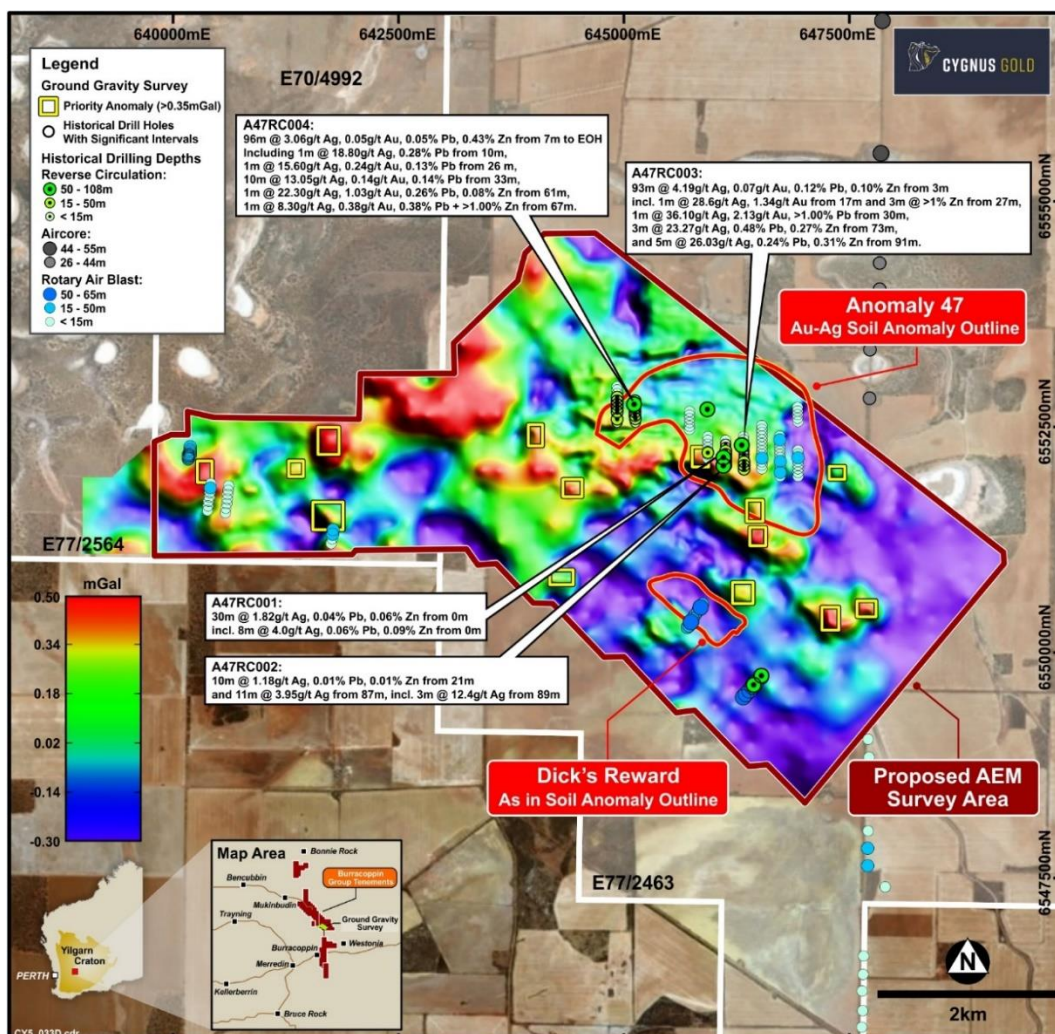 640000mE
642500mE
645000mE
647500mE
CYGNUS GOLD
E70/4992
Legend
Ground Gravity Survey
Priority Anomaly (>0.35mGal)
Historical Drill Holes
With Significant Intervals
Historical Drilling Depths
Reverse Circulation:
50 - 108m
15 - 50m
< 15m
Aircore:
44 - 55m
26 - 44m
Rotary Air Blast:
50 - 65m
15 - 50m
< 15m
A47RC004:
96m @ 3.06g/t Ag, 0.05g/t Au, 0.05% Pb, 0.43% Zn from 7m to EOH
Including 1m @ 18.80g/t Ag, 0.28% Pb from 10m,
1m @ 15.60g/t Ag, 0.24g/t Au, 0.13% Pb from 26 m,
10m @ 13.05g/t Ag, 0.14g/t Au, 0.14% Pb from 33m,
1m @ 22.30g/t Ag, 1.03g/t Au, 0.26% Pb, 0.08% Zn from 61m,
1m @ 8.30g/t Ag, 0.38g/t Au, 0.38% Pb + >1.00% Zn from 67m.
A47RC003:
93m @ 4.19g/t Ag, 0.07g/t Au, 0.12% Pb, 0.10% Zn from 3m
incl. 1m @ 28.6g/t Ag, 1.34g/t Au from 17m and 3m @ >1% Zn from 27m,
1m @ 36.10g/t Ag, 2.13g/t Au, >1.00% Pb from 30m,
3m @ 23.27g/t Ag, 0.48% Pb, 0.27% Zn from 73m,
and 5m @ 26.03g/t Ag, 0.24% Pb, 0.31% Zn from 91m.
6555000mN
Anomaly 47
Au-Ag Soil Anomaly Outline
6552500mN
E77/2564
mGal
0.50
0.34
0.18
0.02
-0.14
-0.30
A47RC001:
30m @ 1.82g/t Ag, 0.04% Pb, 0.06% Zn from 0m
incl. 8m @ 4.0g/t Ag, 0.06% Pb, 0.09% Zn from 0m
A47RC002:
10m @ 1.18g/t Ag, 0.01% Pb, 0.01% Zn from 21m
and 11m @ 3.95g/t Ag from 87m, incl. 3m @ 12.4g/t Ag from 89m
6550000mN
Dick's Reward
As in Soil Anomaly Outline
Proposed AEM
Survey Area
E77/2463
6547500mN
Map Area
Bonnie Rock
Burracoppin
Group Tenements
Bencubbin
Mukinbudin
Trayning
Ground Gravity
Survey
Burracoppin
Westonia
Merredin
Kellerberrin
Bruce Rock
Yilgarn
Craton
PERTH
N
2km
CY5_033D.cdr